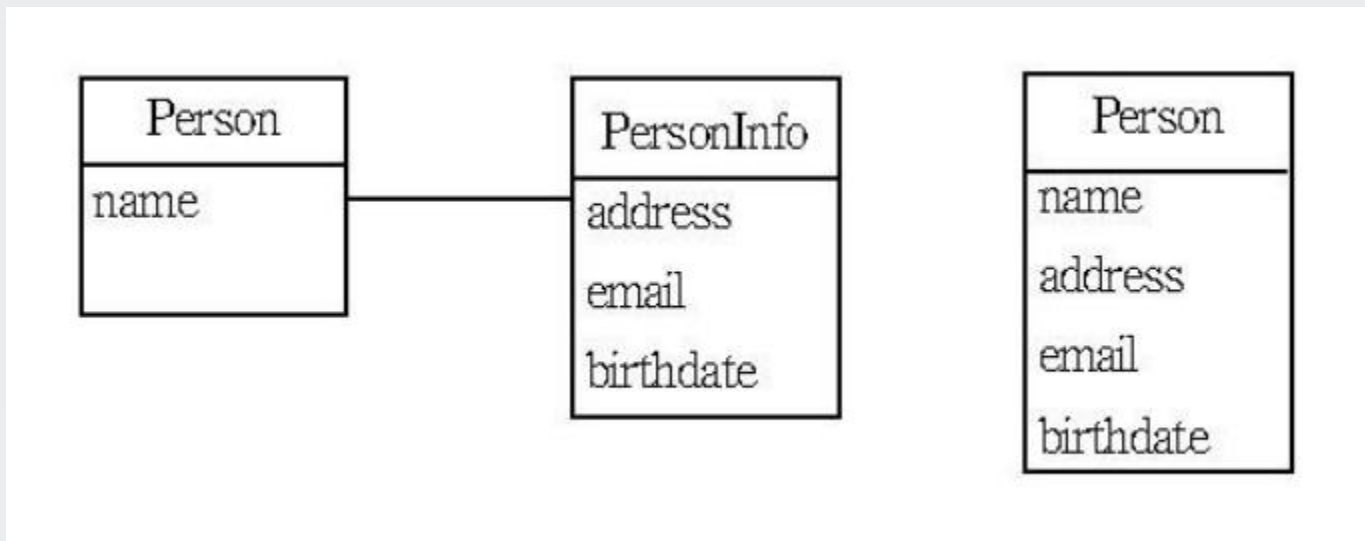 Person
name
PersonInfo
address
email
birthdate
Person
name
address
email
birthdate